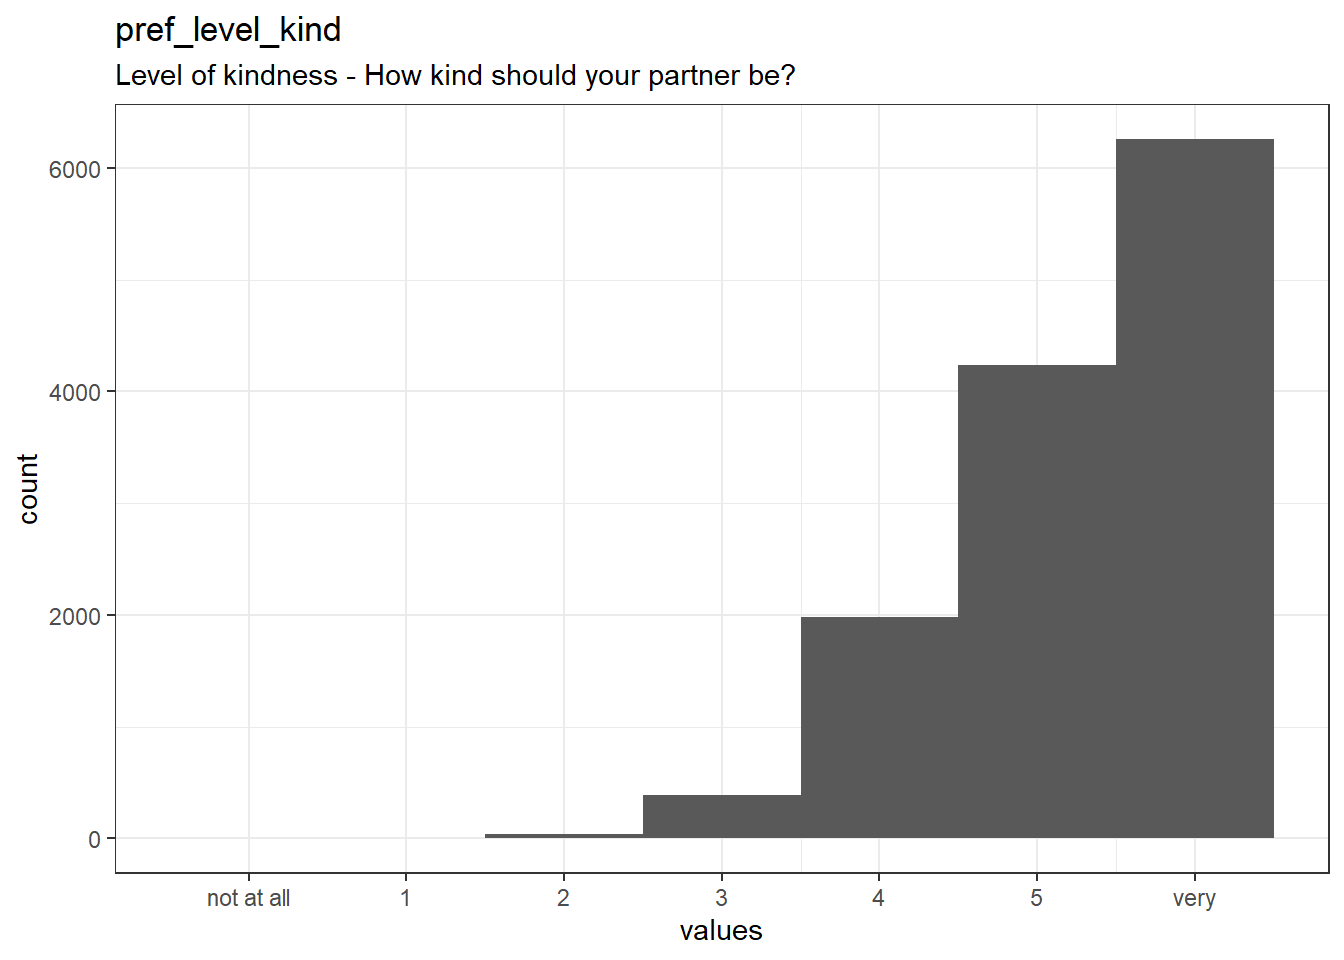 pref_level_kind
Level of kindness - How kind should your partner be?
6000
4000
2000
0
count
not at all 1 2 3 4 5 very
values